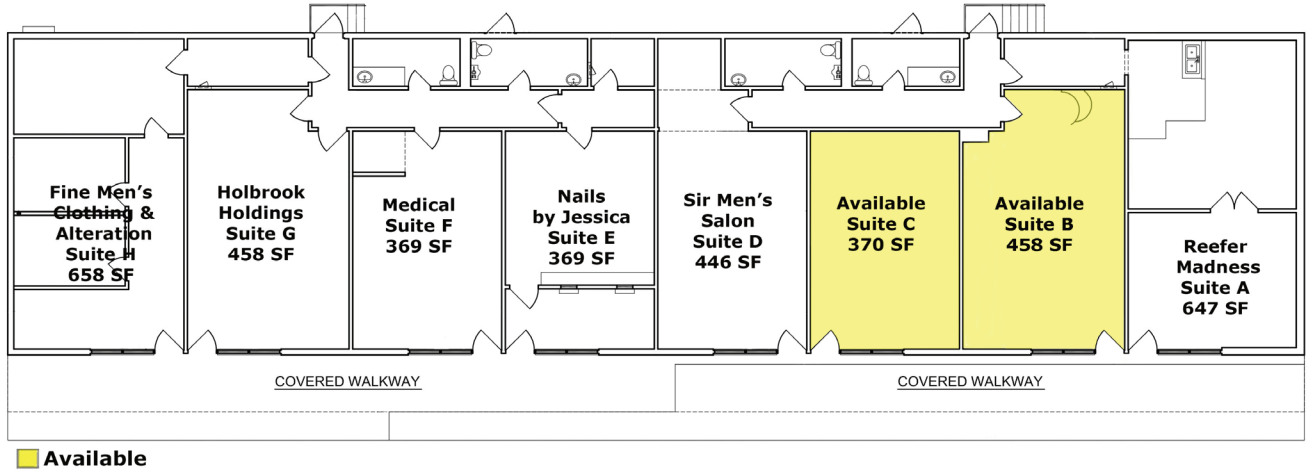 Fine Men's
Clothing &
Alteration
Suite H
658 SF
Holbrook
Holdings
Suite G
458 SF
Medical
Suite F
369 SF
Nails
by Jessica
Suite E
369 SF
Sir Men's
Salon
Suite D
446 SF
Available
Suite C
370 SF
Available
Suite B
458 SF
Reefer
Madness
Suite A
647 SF
COVERED WALKWAY
COVERED WALKWAY
Available